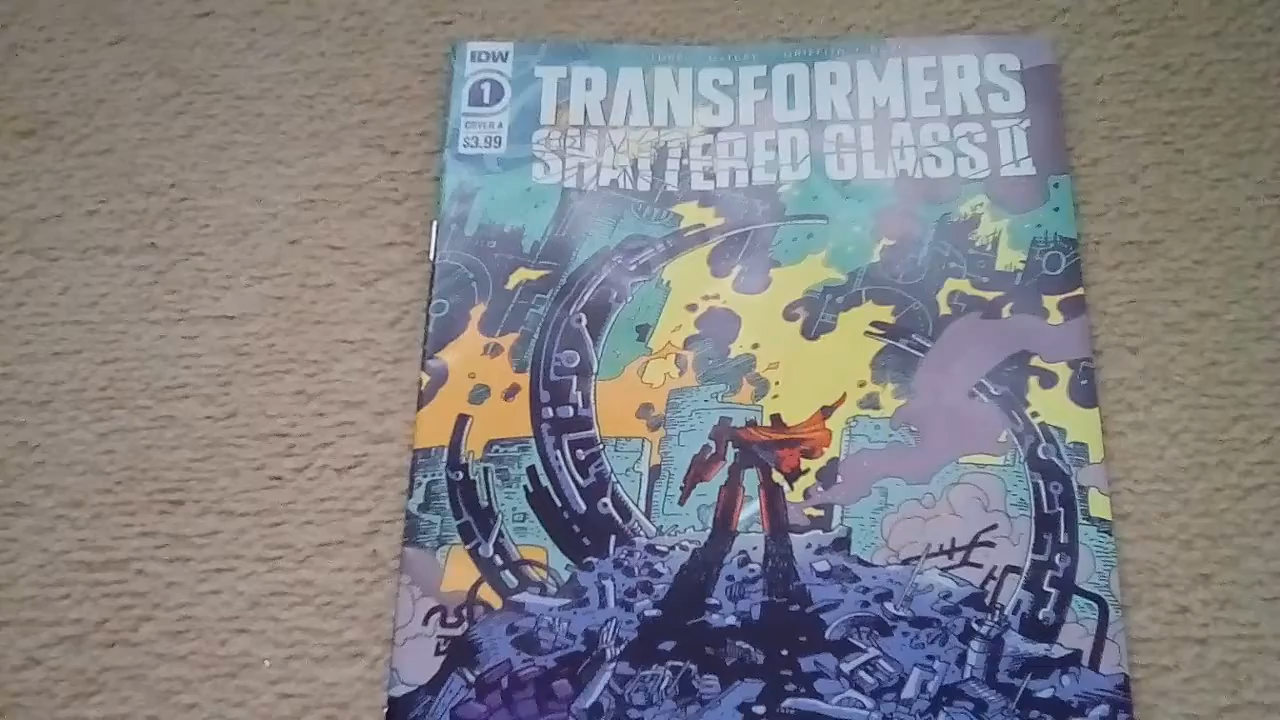 IDW
1
COVER A
$3.99
TRANSFORMERS
SHATTERED GLASS II